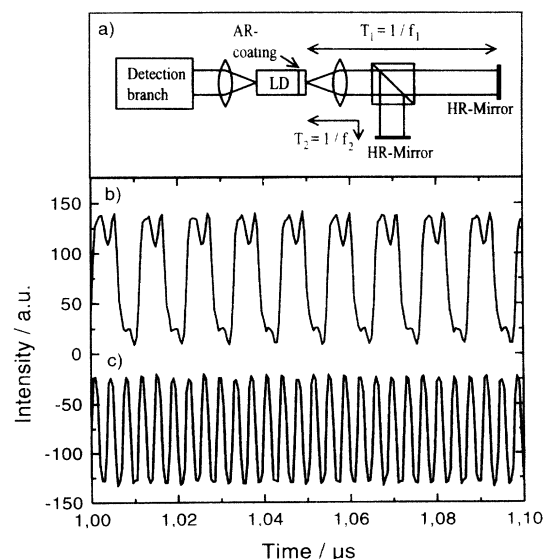 a)
AR-
coating
T₁ = 1 / f₁
Detection
branch
LD
HR-Mirror
T₂ = 1/ f₂
HR-Mirror
b)
150
100
50
0
c)
-50
-100
-150
Intensity / a.u.
1,00
1,02
1,04
1,06
1,08
1,10
Time / µs